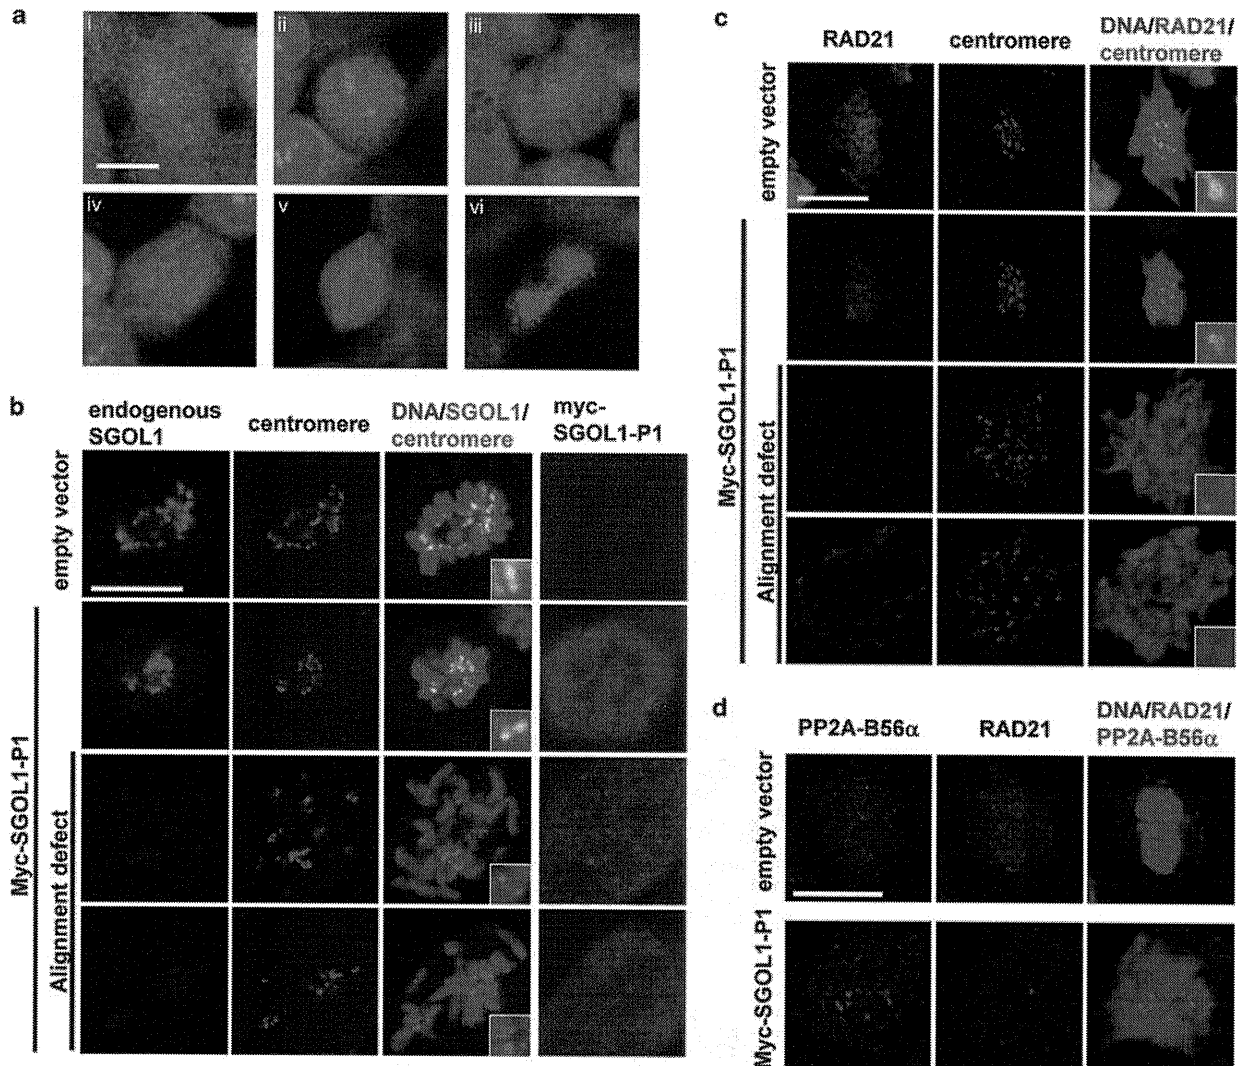 a
i
ii
iii
iv
v
vi
b
endogenous
SGOL1
centromere
DNA/SGOL1/
centromere
myc-
SGOL1-P1
empty vector
Myc-SGOL1-P1
Alignment defect
c
RAD21
centromere
DNA/RAD21/
centromere
empty vector
Myc-SGOL1-P1
Alignment defect
d
PP2A-B56α
RAD21
DNA/RAD21/
PP2A-B56α
empty vector
Myc-SGOL1-P1